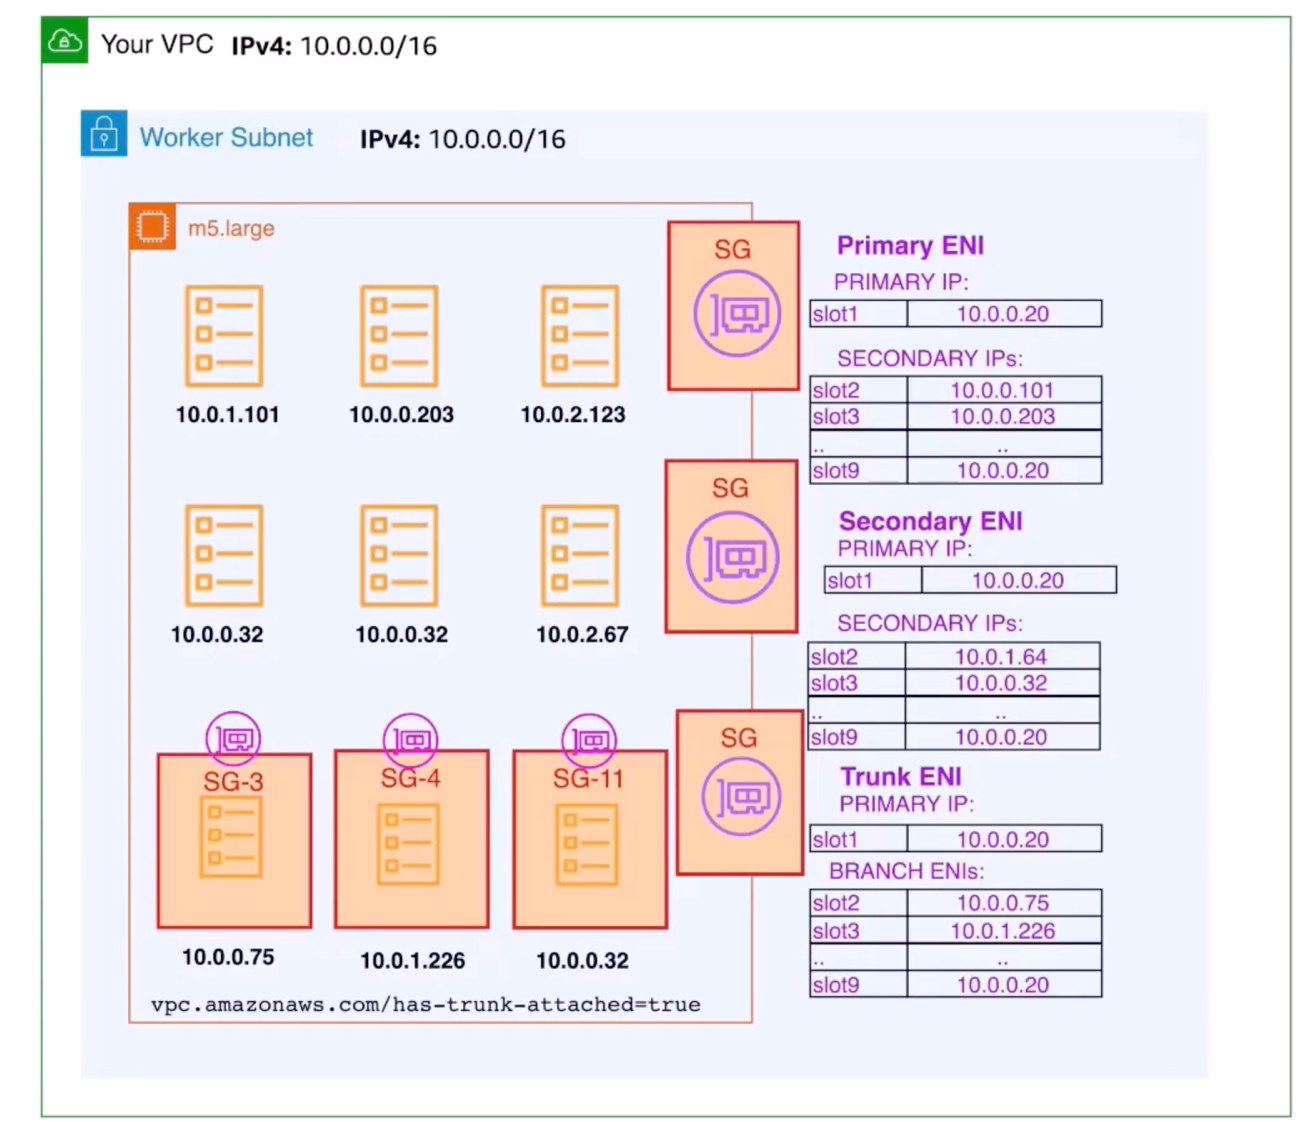 Your VPC IPv4: 10.0.0.0/16
Worker Subnet IPv4: 10.0.0.0/16
m5.large
10.0.1.101 10.0.0.203 10.0.2.123
10.0.0.32 10.0.0.32 10.0.2.67
SG-3 SG-4 SG-11
10.0.0.75 10.0.1.226 10.0.0.32
vpc.amazonaws.com/has-trunk-attached=true
SG
Primary ENI
PRIMARY IP:
slot1 10.0.0.20
SECONDARY IPs:
slot2 10.0.0.101
slot3 10.0.0.203
.. ..
slot9 10.0.0.20
SG
Secondary ENI
PRIMARY IP:
slot1 10.0.0.20
SECONDARY IPs:
slot2 10.0.1.64
slot3 10.0.0.32
.. ..
slot9 10.0.0.20
SG
Trunk ENI
PRIMARY IP:
slot1 10.0.0.20
BRANCH ENIs:
slot2 10.0.0.75
slot3 10.0.1.226
.. ..
slot9 10.0.0.20